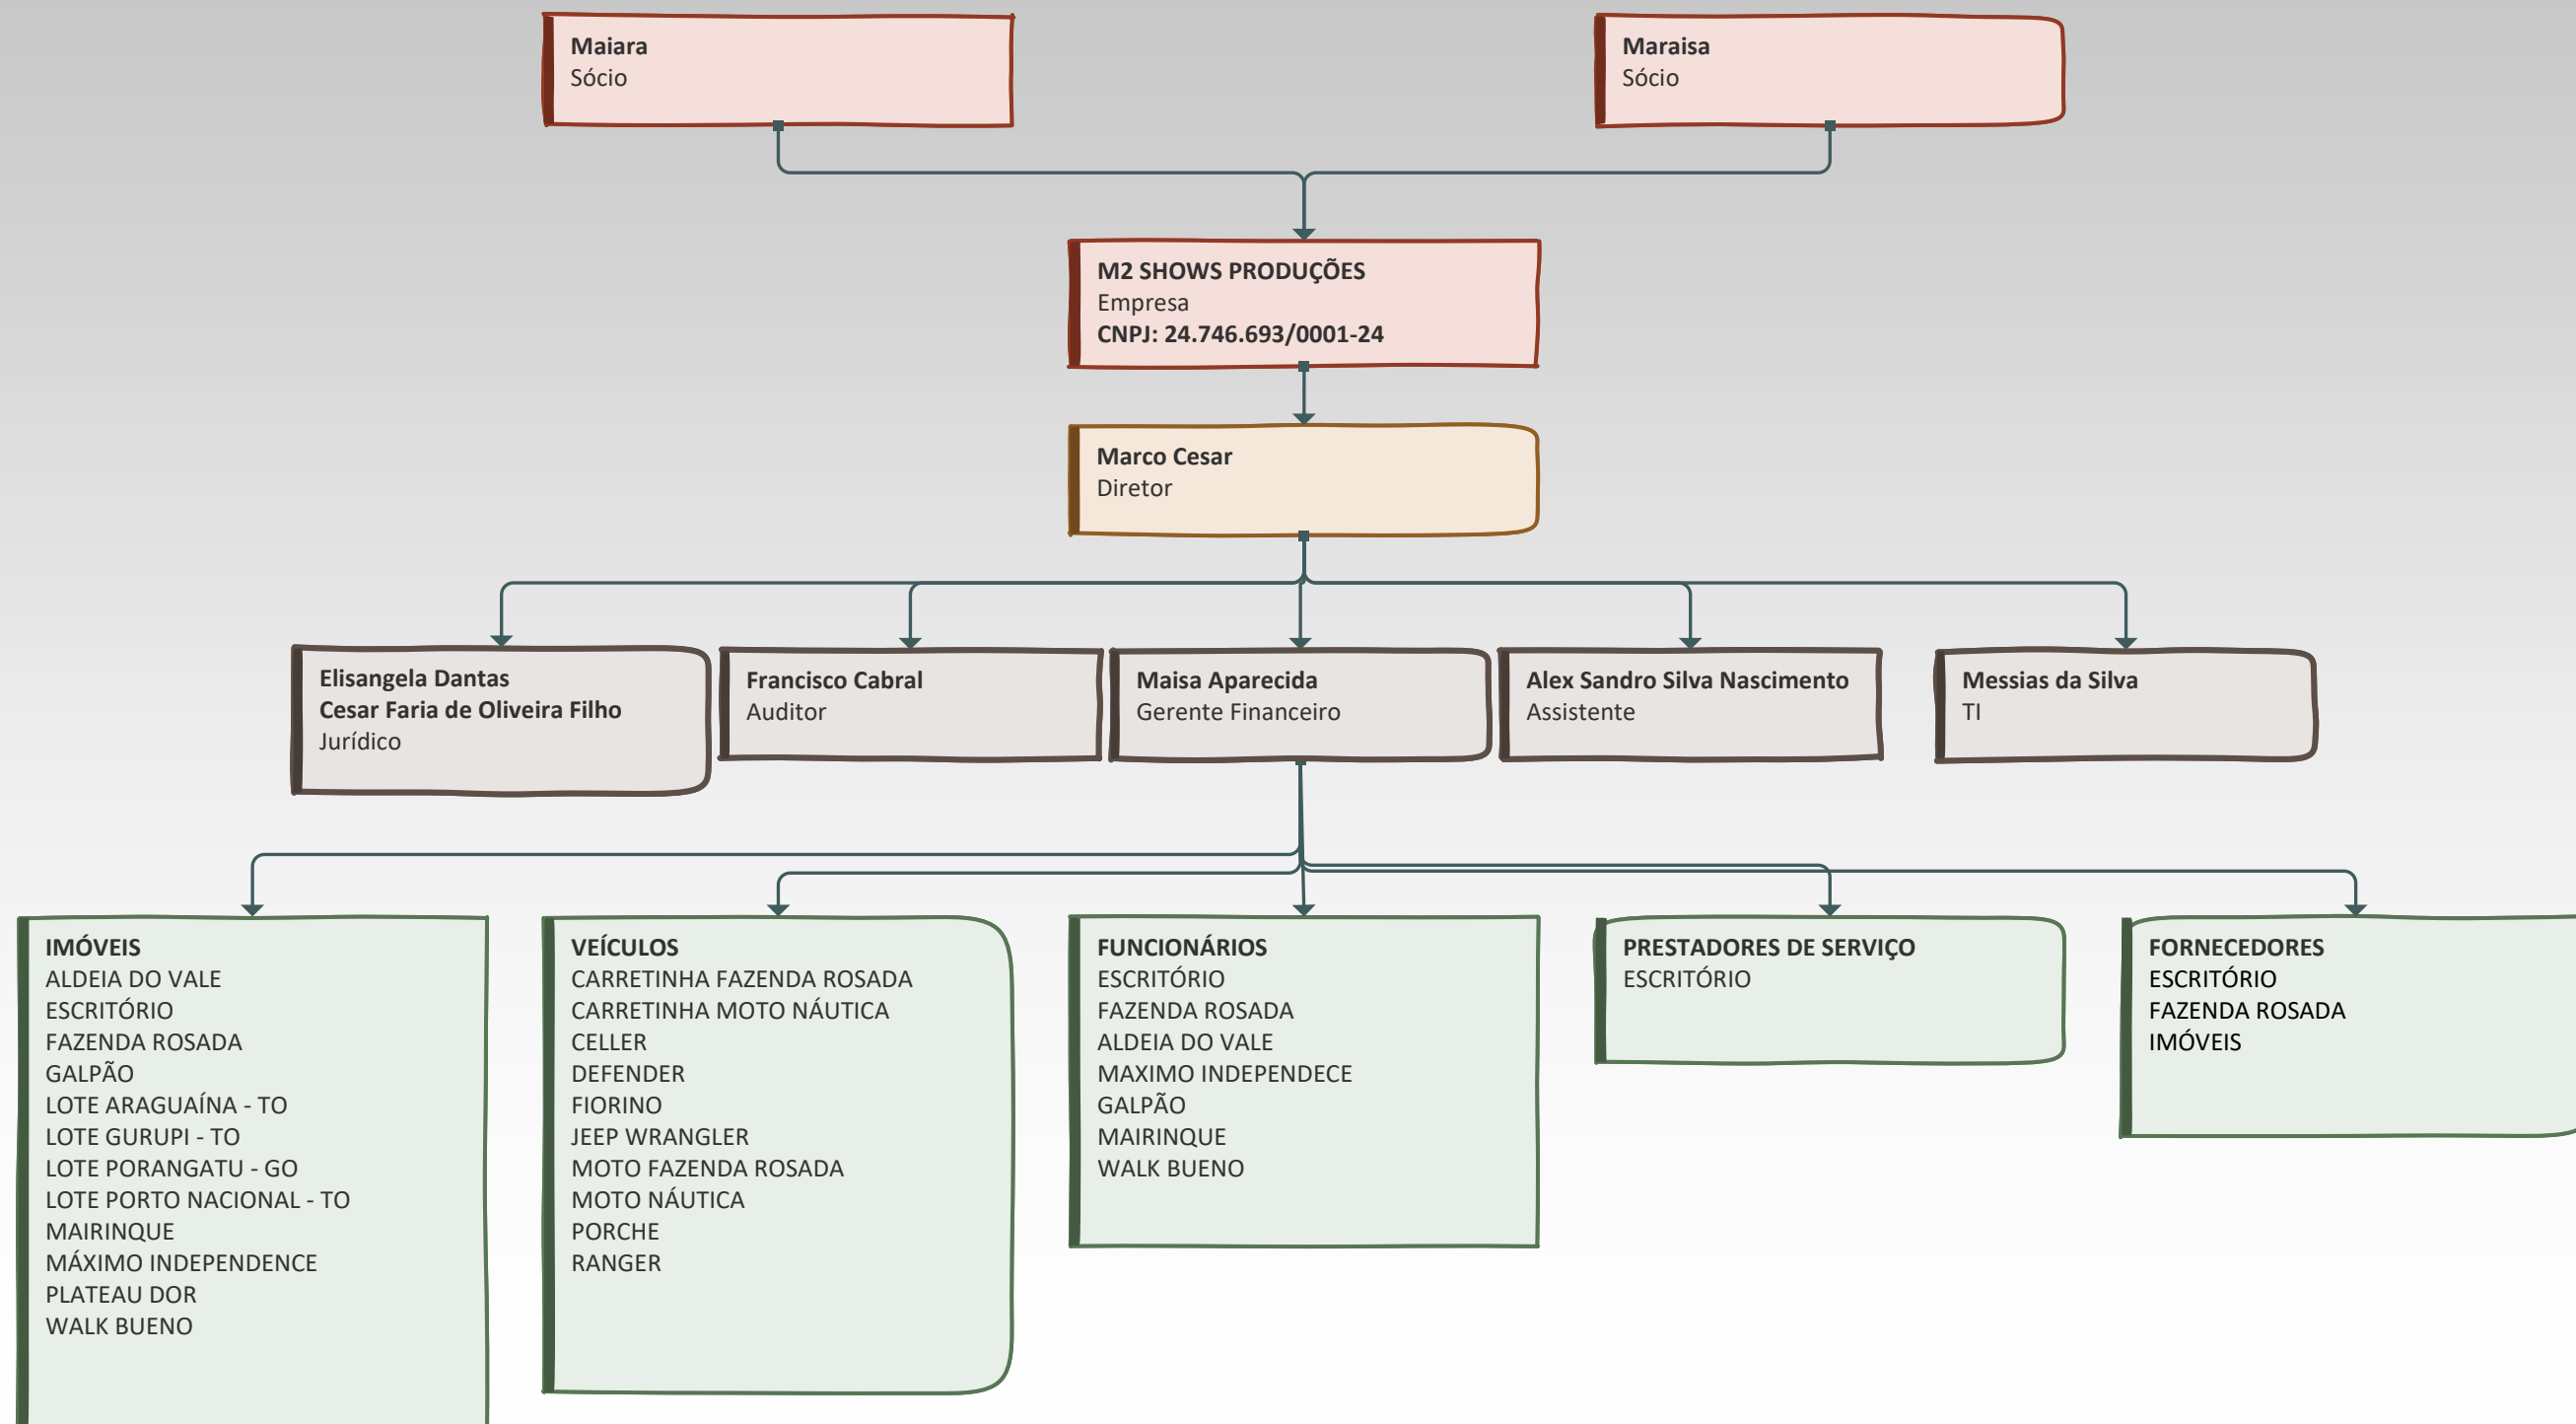 Maiara
Sócio
Maraisa
Sócio
M2 SHOWS PRODUÇÕES
Empresa
CNPJ: 24.746.693/0001-24
Marco Cesar
Diretor
Elisangela Dantas
Cesar Faria de Oliveira Filho
Jurídico
Francisco Cabral
Auditor
Maisa Aparecida
Gerente Financeiro
Alex Sandro Silva Nascimento
Assistente
Messias da Silva
TI
IMÓVEIS
ALDEIA DO VALE
ESCRITÓRIO
FAZENDA ROSADA
GALPÃO
LOTE ARAGUAÍNA - TO
LOTE GURUPI - TO
LOTE PORANGATU - GO
LOTE PORTO NACIONAL - TO
MAIRINQUE
MÁXIMO INDEPENDENCE
PLATEAU DOR
WALK BUENO
VEÍCULOS
CARRETINHA FAZENDA ROSADA
CARRETINHA MOTO NÁUTICA
CELLER
DEFENDER
FIORINO
JEEP WRANGLER
MOTO FAZENDA ROSADA
MOTO NÁUTICA
PORCHE
RANGER
FUNCIONÁRIOS
ESCRITÓRIO
FAZENDA ROSADA
ALDEIA DO VALE
MAXIMO INDEPENDECE
GALPÃO
MAIRINQUE
WALK BUENO
PRESTADORES DE SERVIÇO
ESCRITÓRIO
FORNECEDORES
ESCRITÓRIO
FAZENDA ROSADA
IMÓVEIS